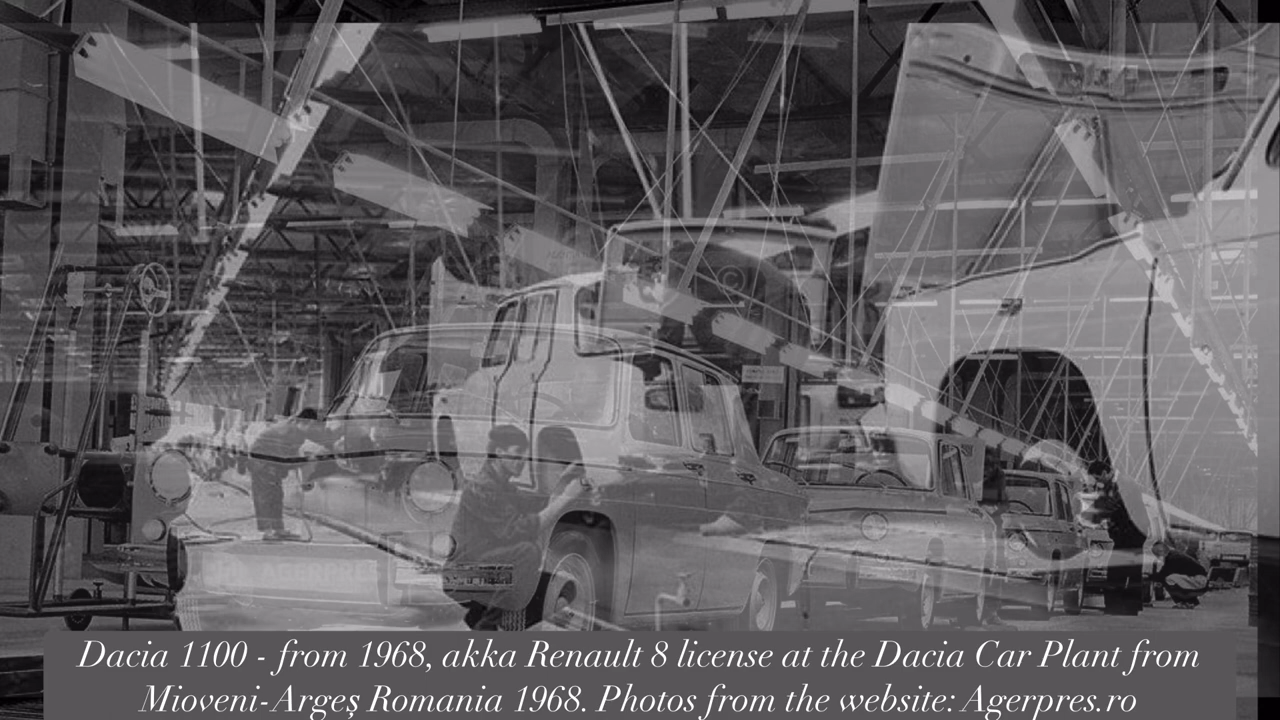 Dacia 1100 - from 1968, akka Renault 8 license at the Dacia Car Plant from
Mioveni-Argeș Romania 1968. Photos from the website: Agerpres.ro